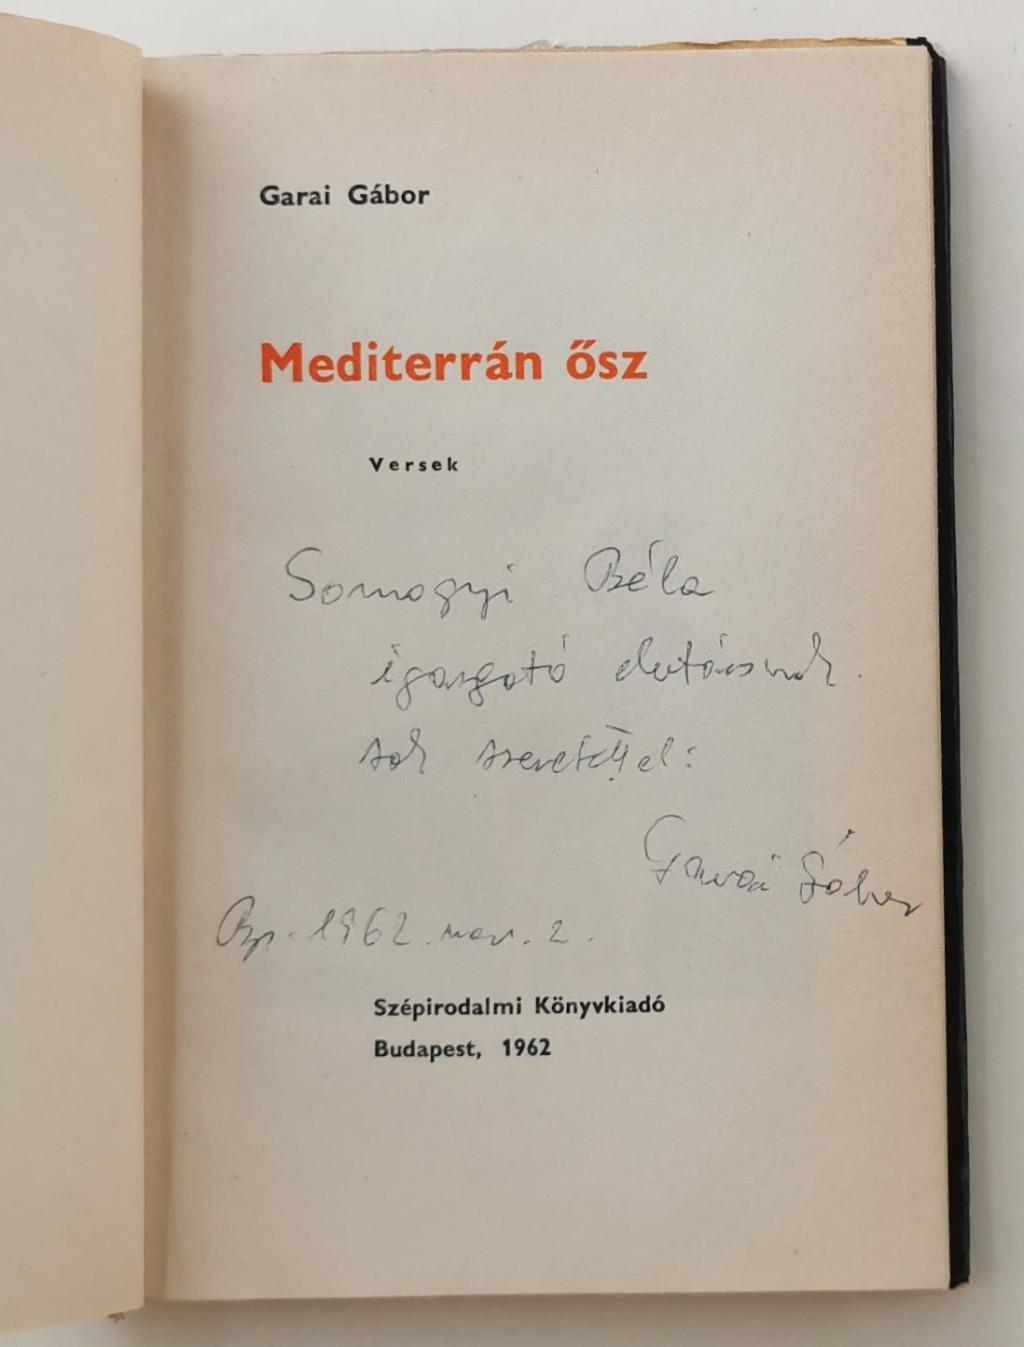 Garai Gábor
Mediterrán ősz
Versek
Somogyi Béla
igazgató elvtársnak
sok szeretettel:
Garai Gábor
Bp. 1962. nov. 2.
Szépirodalmi Könyvkiadó
Budapest, 1962